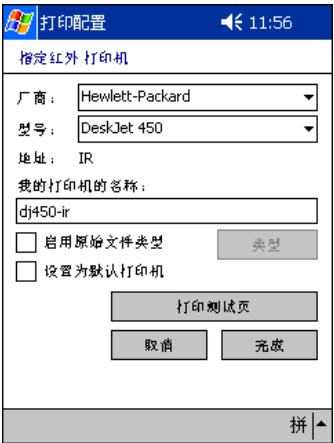 打印配置 11:56
指定红外打印机
厂商： Hewlett-Packard
型号： DeskJet 450
地址： IR
我的打印机的名称：
dj450-ir
启用原始文件类型 类型
设置为默认打印机
打印测试页
取消 完成
拼